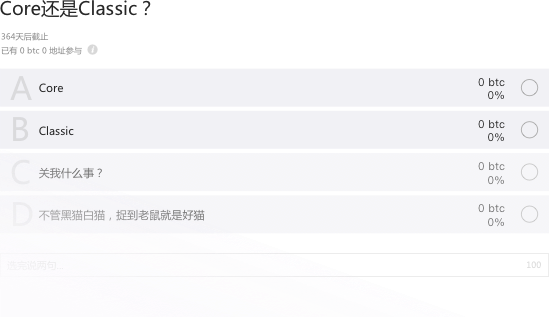 Core还是Classic？
364天后截止
已有 0 btc 0 地址参与 i
A Core 0 btc 0%
B Classic 0 btc 0%
C 关我什么事？ 0 btc 0%
D 不管黑猫白猫，捉到老鼠就是好猫 0 btc 0%
两句... 100